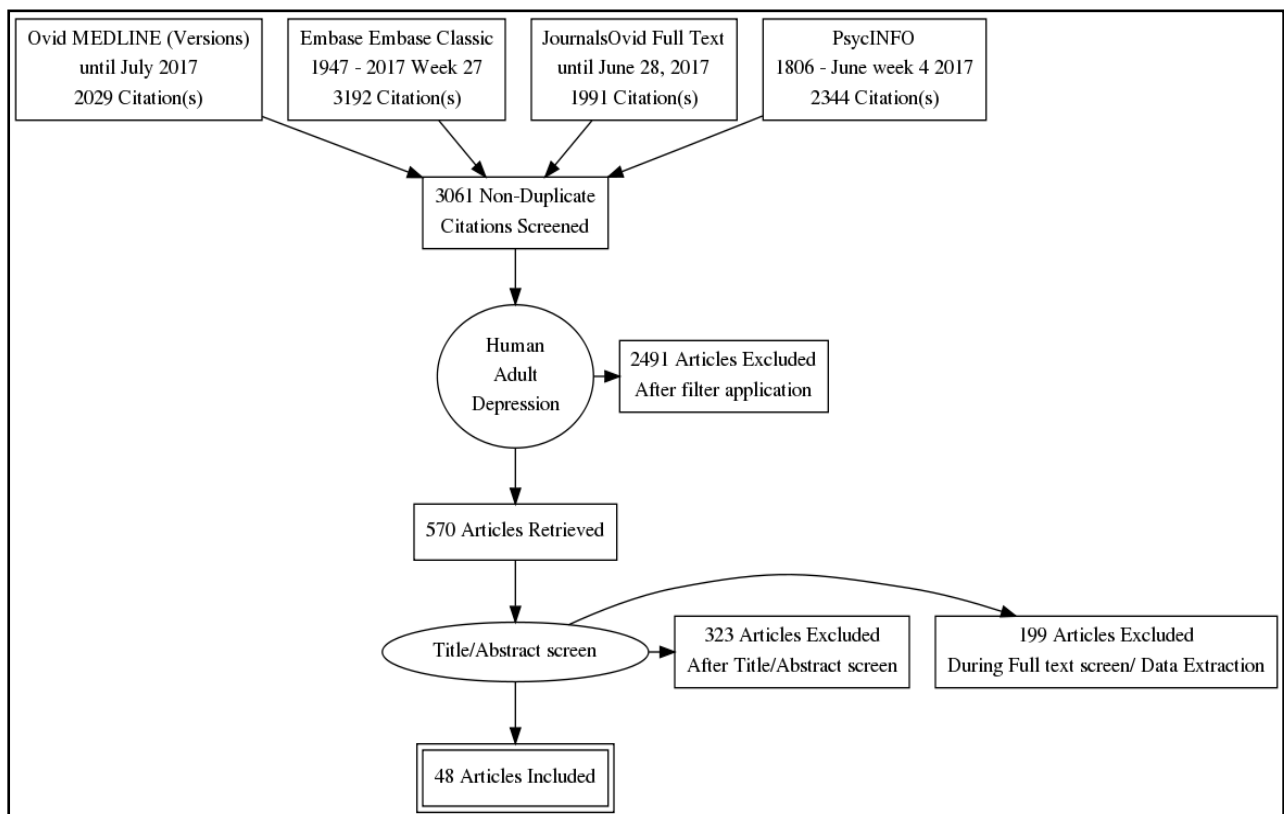 Ovid MEDLINE (Versions)
until July 2017
2029 Citation(s)
Embase Embase Classic
1947 - 2017 Week 27
3192 Citation(s)
JournalsOvid Full Text
until June 28, 2017
1991 Citation(s)
PsycINFO
1806 - June week 4 2017
2344 Citation(s)
3061 Non-Duplicate
Citations Screened
Human
Adult
Depression
2491 Articles Excluded
After filter application
570 Articles Retrieved
Title/Abstract screen
323 Articles Excluded
After Title/Abstract screen
199 Articles Excluded
During Full text screen/ Data Extraction
48 Articles Included